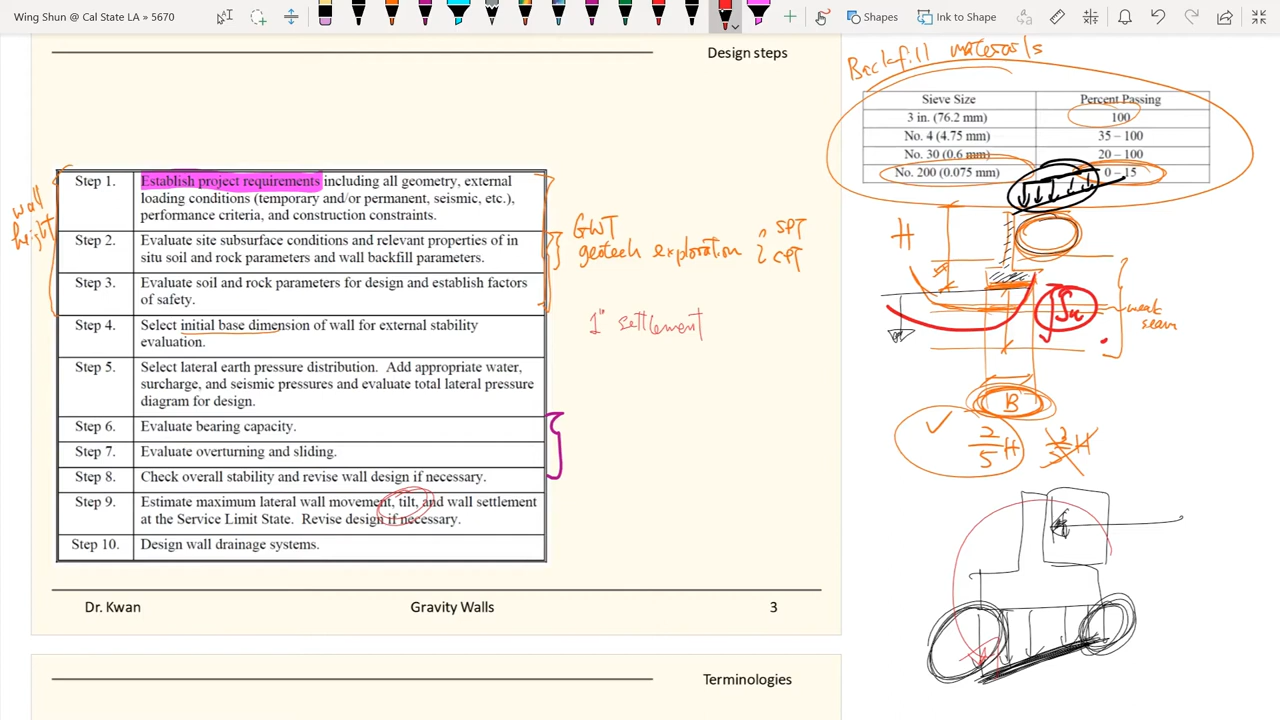 Wing Shun @ Cal State LA » 5670
Shapes
Ink to Shape
Design steps
Step 1. Establish project requirements including all geometry, external
loading conditions (temporary and/or permanent, seismic, etc.),
performance criteria, and construction constraints.
Step 2. Evaluate site subsurface conditions and relevant properties of in
situ soil and rock parameters and wall backfill parameters.
Step 3. Evaluate soil and rock parameters for design and establish factors
of safety.
Step 4. Select initial base dimension of wall for external stability
evaluation.
Step 5. Select lateral earth pressure distribution. Add appropriate water,
surcharge, and seismic pressures and evaluate total lateral pressure
diagram for design.
Step 6. Evaluate bearing capacity.
Step 7. Evaluate overturning and sliding.
Step 8. Check overall stability and revise wall design if necessary.
Step 9. Estimate maximum lateral wall movement, tilt, and wall settlement
at the Service Limit State. Revise design if necessary.
Step 10. Design wall drainage systems.
wall
height
GWT
geotech exploration
SPT
CPT
1" settlement
Dr. Kwan
Gravity Walls
3
Terminologies
Backfill materials
Sieve Size Percent Passing
3 in. (76.2 mm) 100
No. 4 (4.75 mm) 35 – 100
No. 30 (0.6 mm) 20 – 100
No. 200 (0.075 mm) 0 – 15
H
Su
weak
seam
B
2/5 H